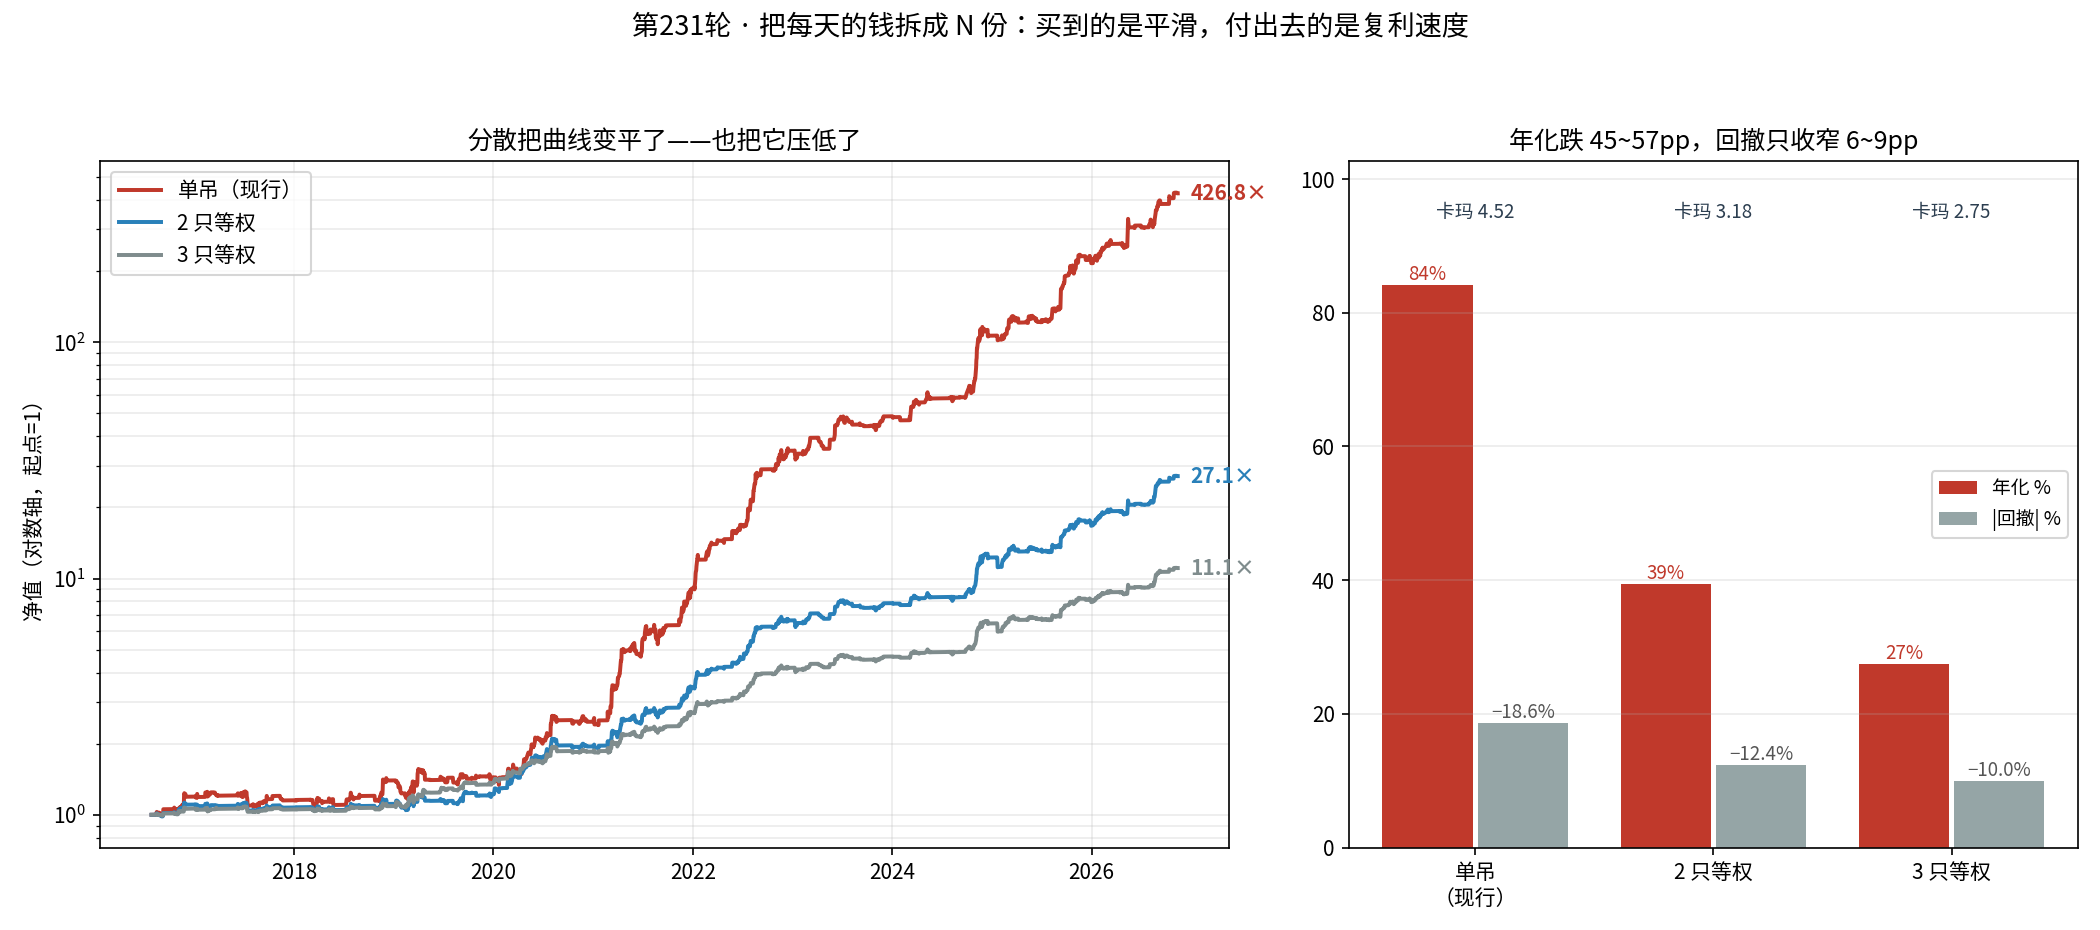 第231轮 · 把每天的钱拆成 N 份：买到的是平滑，付出去的是复利速度
分散把曲线变平了——也把它压低了
净值（对数轴，起点=1）
10²
10¹
10⁰
单吊（现行）
2 只等权
3 只等权
426.8×
27.1×
11.1×
2018
2020
2022
2024
2026
年化跌 45~57pp，回撤只收窄 6~9pp
100
80
60
40
20
0
卡玛 4.52
卡玛 3.18
卡玛 2.75
84%
−18.6%
39%
−12.4%
27%
−10.0%
年化 %
|回撤| %
单吊
（现行）
2 只等权
3 只等权